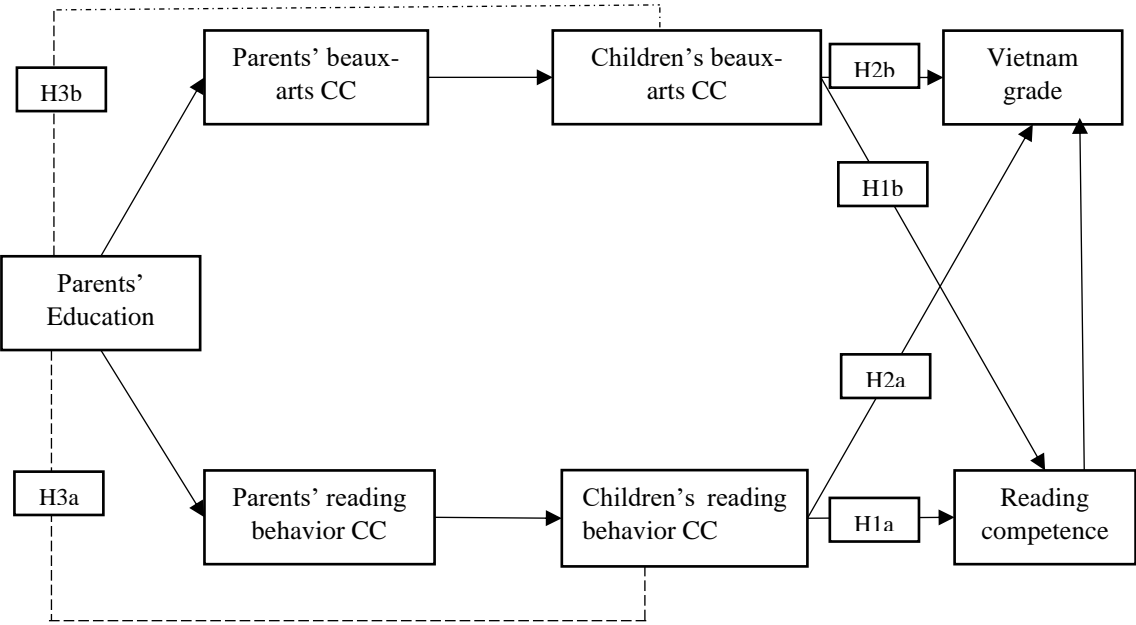 Parents’ beaux-
arts CC
Children’s beaux-
arts CC
H2b
Vietnam
grade
H3b
H1b
Parents’
Education
H2a
H3a
Parents’ reading
behavior CC
Children’s reading
behavior CC
H1a
Reading
competence